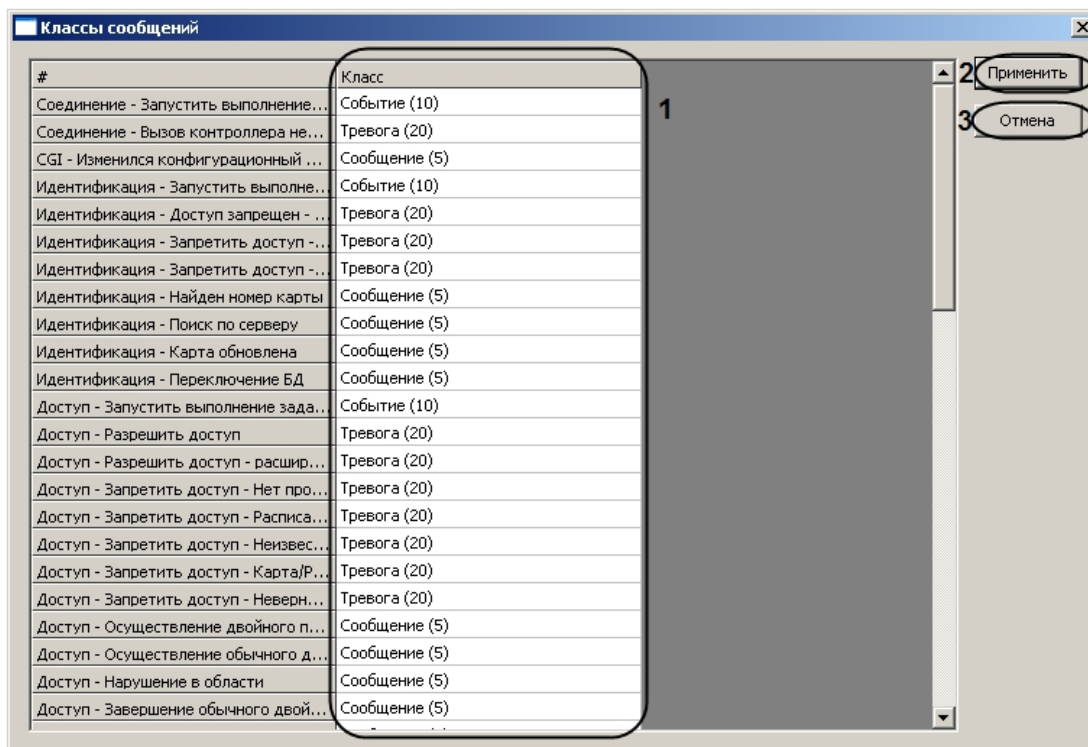 Классы сообщений
# Класс
Соединение - Запустить выполнение... Событие (10)
Соединение - Вызов контроллера не... Тревога (20)
CGI - Изменился конфигурационный ... Сообщение (5)
Идентификация - Запустить выполне... Событие (10)
Идентификация - Доступ запрещен - ... Тревога (20)
Идентификация - Запретить доступ -... Тревога (20)
Идентификация - Запретить доступ -... Тревога (20)
Идентификация - Найден номер карты Сообщение (5)
Идентификация - Поиск по серверу Сообщение (5)
Идентификация - Карта обновлена Сообщение (5)
Идентификация - Переключение БД Сообщение (5)
Доступ - Запустить выполнение зада... Событие (10)
Доступ - Разрешить доступ Тревога (20)
Доступ - Разрешить доступ - расшир... Тревога (20)
Доступ - Запретить доступ - Нет про... Тревога (20)
Доступ - Запретить доступ - Расписа... Тревога (20)
Доступ - Запретить доступ - Неизвес... Тревога (20)
Доступ - Запретить доступ - Карта/Р... Тревога (20)
Доступ - Запретить доступ - Неверн... Тревога (20)
Доступ - Осуществление двойного п... Сообщение (5)
Доступ - Осуществление обычного д... Сообщение (5)
Доступ - Нарушение в области Сообщение (5)
Доступ - Завершение обычного двой... Сообщение (5)
1
2 Применить
3 Отмена